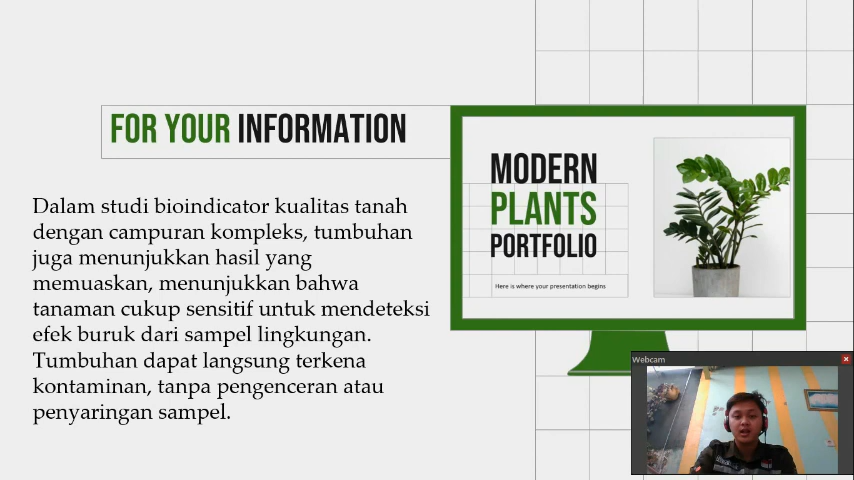 FOR YOUR INFORMATION
Dalam studi bioindicator kualitas tanah
dengan campuran kompleks, tumbuhan
juga menunjukkan hasil yang
memuaskan, menunjukkan bahwa
tanaman cukup sensitif untuk mendeteksi
efek buruk dari sampel lingkungan.
Tumbuhan dapat langsung terkena
kontaminan, tanpa pengenceran atau
penyaringan sampel.
MODERN
PLANTS
PORTFOLIO
Here is where your presentation begins
Webcam